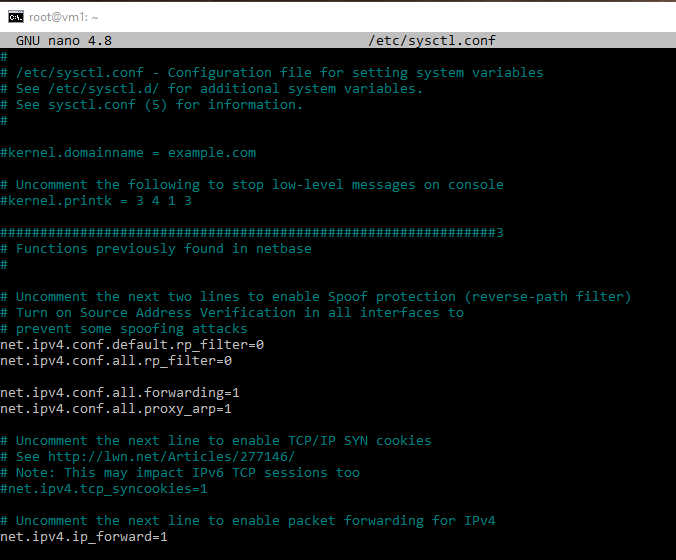 root@vm1: ~
GNU nano 4.8 /etc/sysctl.conf
#
# /etc/sysctl.conf - Configuration file for setting system variables
# See /etc/sysctl.d/ for additional system variables.
# See sysctl.conf (5) for information.
#
#kernel.domainname = example.com
# Uncomment the following to stop low-level messages on console
#kernel.printk = 3 4 1 3
##############################################################3
# Functions previously found in netbase
#
# Uncomment the next two lines to enable Spoof protection (reverse-path filter)
# Turn on Source Address Verification in all interfaces to
# prevent some spoofing attacks
net.ipv4.conf.default.rp_filter=0
net.ipv4.conf.all.rp_filter=0
net.ipv4.conf.all.forwarding=1
net.ipv4.conf.all.proxy_arp=1
# Uncomment the next line to enable TCP/IP SYN cookies
# See http://lwn.net/Articles/277146/
# Note: This may impact IPv6 TCP sessions too
#net.ipv4.tcp_syncookies=1
# Uncomment the next line to enable packet forwarding for IPv4
net.ipv4.ip_forward=1